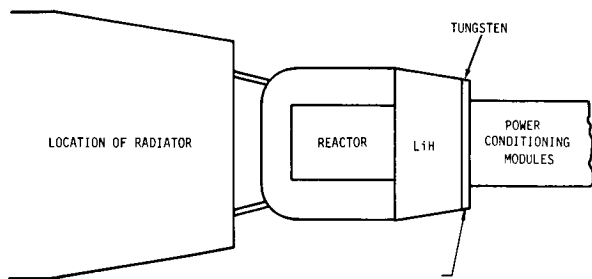 TUNGSTEN
LOCATION OF RADIATOR
REACTOR
LiH
POWER
CONDITIONING
MODULES